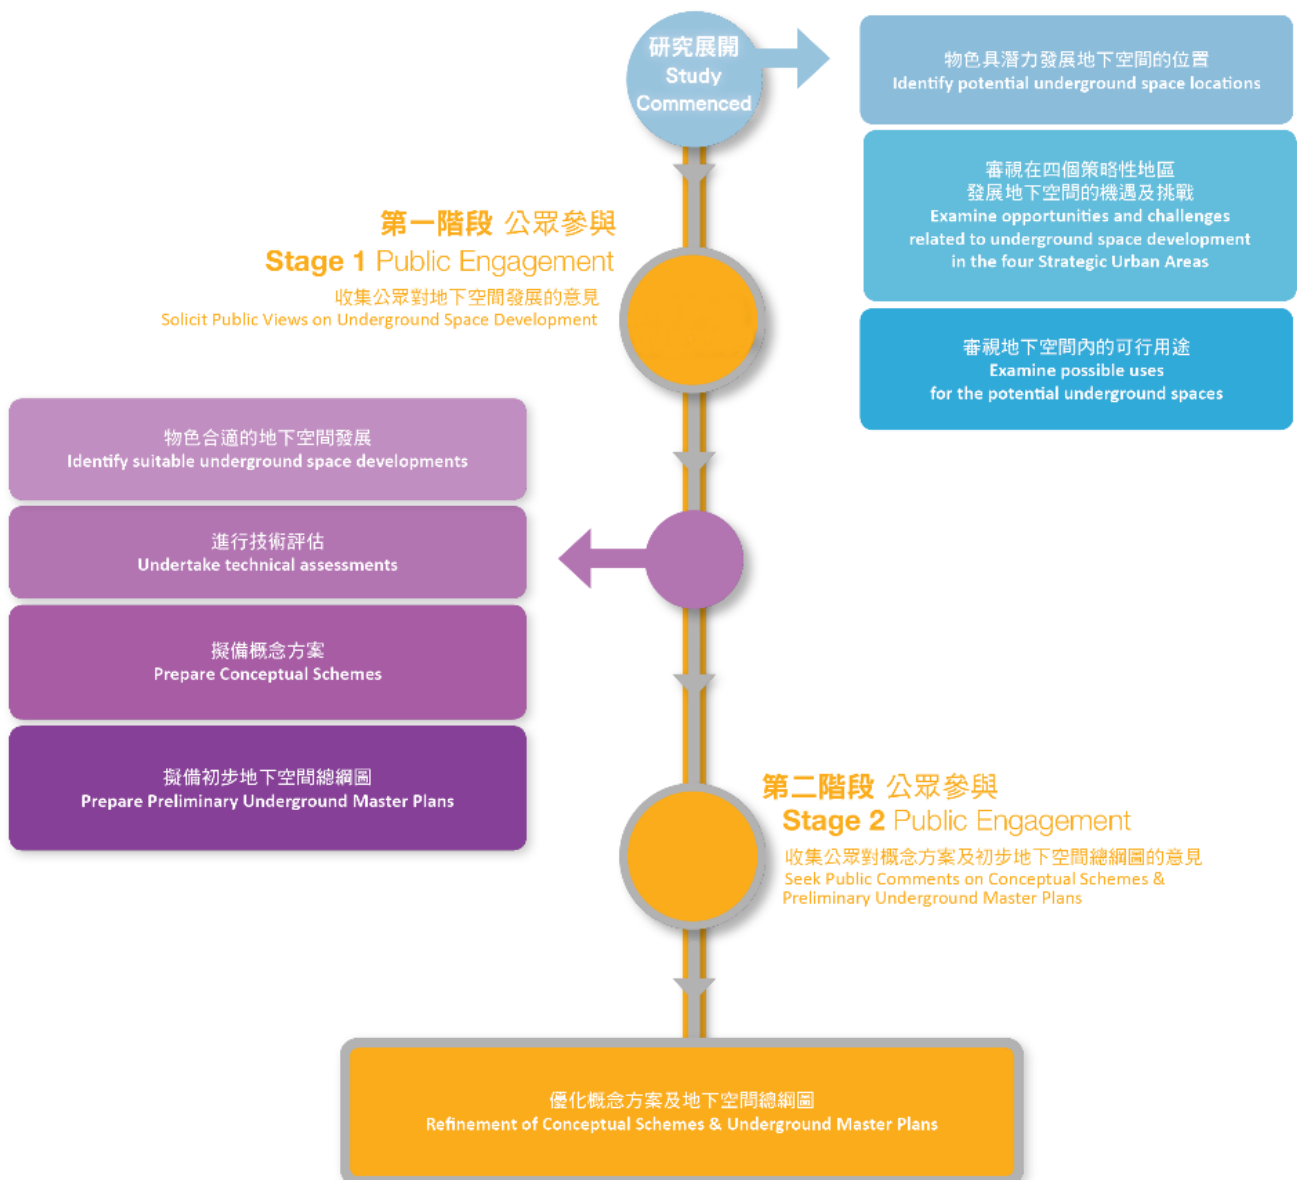 研究展開
Study
Commenced
物色具潛力發展地下空間的位置
Identify potential underground space locations
審視在四個策略性地區
發展地下空間的機遇及挑戰
Examine opportunities and challenges
related to underground space development
in the four Strategic Urban Areas
審視地下空間內的可行用途
Examine possible uses
for the potential underground spaces
第一階段 公眾參與
Stage 1 Public Engagement
收集公眾對地下空間發展的意見
Solicit Public Views on Underground Space Development
物色合適的地下空間發展
Identify suitable underground space developments
進行技術評估
Undertake technical assessments
擬備概念方案
Prepare Conceptual Schemes
擬備初步地下空間總綱圖
Prepare Preliminary Underground Master Plans
第二階段 公眾參與
Stage 2 Public Engagement
收集公眾對概念方案及初步地下空間總綱圖的意見
Seek Public Comments on Conceptual Schemes &
Preliminary Underground Master Plans
優化概念方案及地下空間總綱圖
Refinement of Conceptual Schemes & Underground Master Plans